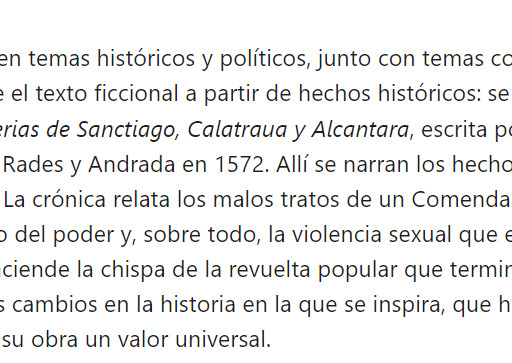 en temas históricos y políticos, junto con temas co
e el texto ficcional a partir de hechos históricos: se
erias de Sanctiago, Calatraua y Alcantara, escrita po
Rades y Andrada en 1572. Allí se narran los hecho
La crónica relata los malos tratos de un Comenda
o del poder y, sobre todo, la violencia sexual que e
ciende la chispa de la revuelta popular que termin
s cambios en la historia en la que se inspira, que h
su obra un valor universal.